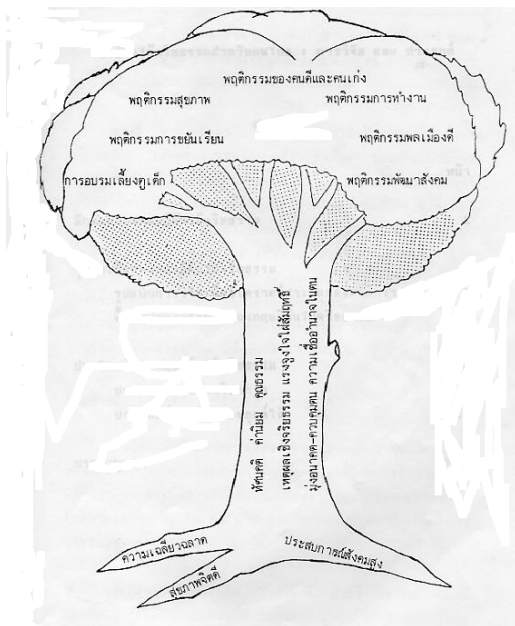 พฤติกรรมของคนดีและคนเก่ง
พฤติกรรมสุขภาพ
พฤติกรรมการทำงาน
พฤติกรรมการขยันเรียน
พฤติกรรมพลเมืองดี
การอบรมเลี้ยงดูเด็ก
พฤติกรรมพัฒนาสังคม
ทัศนคติ ค่านิยม คุณธรรม
เหตุผลเชิงจริยธรรม แรงจูงใจใฝ่สัมฤทธิ์
มุ่งอนาคต-ควบคุมตน ความเชื่ออำนาจในตน
ความเฉลียวฉลาด
ประสบการณ์สังคมสูง
สุขภาพจิตดี